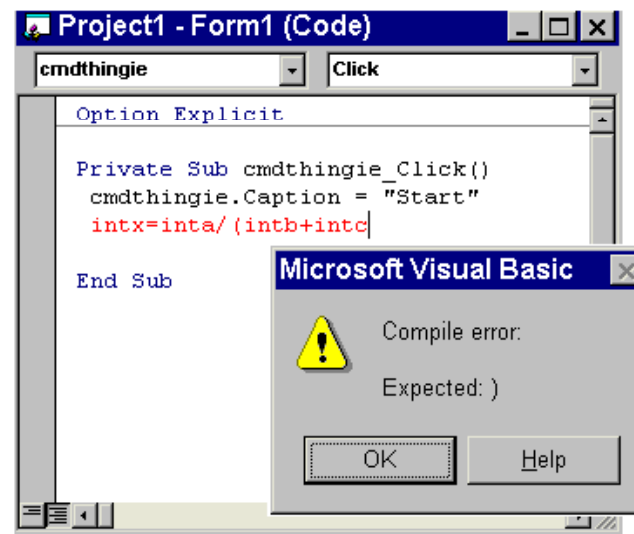 Project1 - Form1 (Code)
cmdthingie Click
Option Explicit
Private Sub cmdthingie_Click()
cmdthingie.Caption = "Start"
intx=inta/(intb+intc
End Sub
Microsoft Visual Basic
Compile error:
Expected: )
OK Help